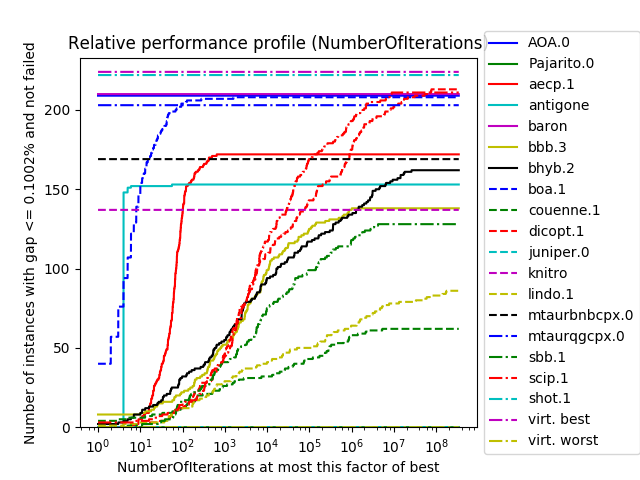 Relative performance profile (NumberOfIterations)
Number of instances with gap <= 0.1002% and not failed
200
150
100
50
0
10^0 10^1 10^2 10^3 10^4 10^5 10^6 10^7 10^8
NumberOfIterations at most this factor of best
AOA.0
Pajarito.0
aecp.1
antigone
baron
bbb.3
bhyb.2
boa.1
couenne.1
dicopt.1
juniper.0
knitro
lindo.1
mtaurbnbcpx.0
mtaurqgcpx.0
sbb.1
scip.1
shot.1
virt. best
virt. worst